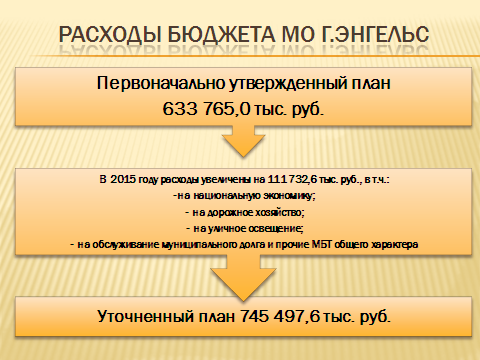 РАСХОДЫ БЮДЖЕТА МО Г.ЭНГЕЛЬС
Первоначально утвержденный план
633 765,0 тыс. руб.
В 2015 году расходы увеличены на 111 732,6 тыс. руб., в т.ч.:
-на национальную экономику;
- на дорожное хозяйство;
- на уличное освещение;
- на обслуживание муниципального долга и прочие МБТ общего характера
Уточненный план 745 497,6 тыс. руб.